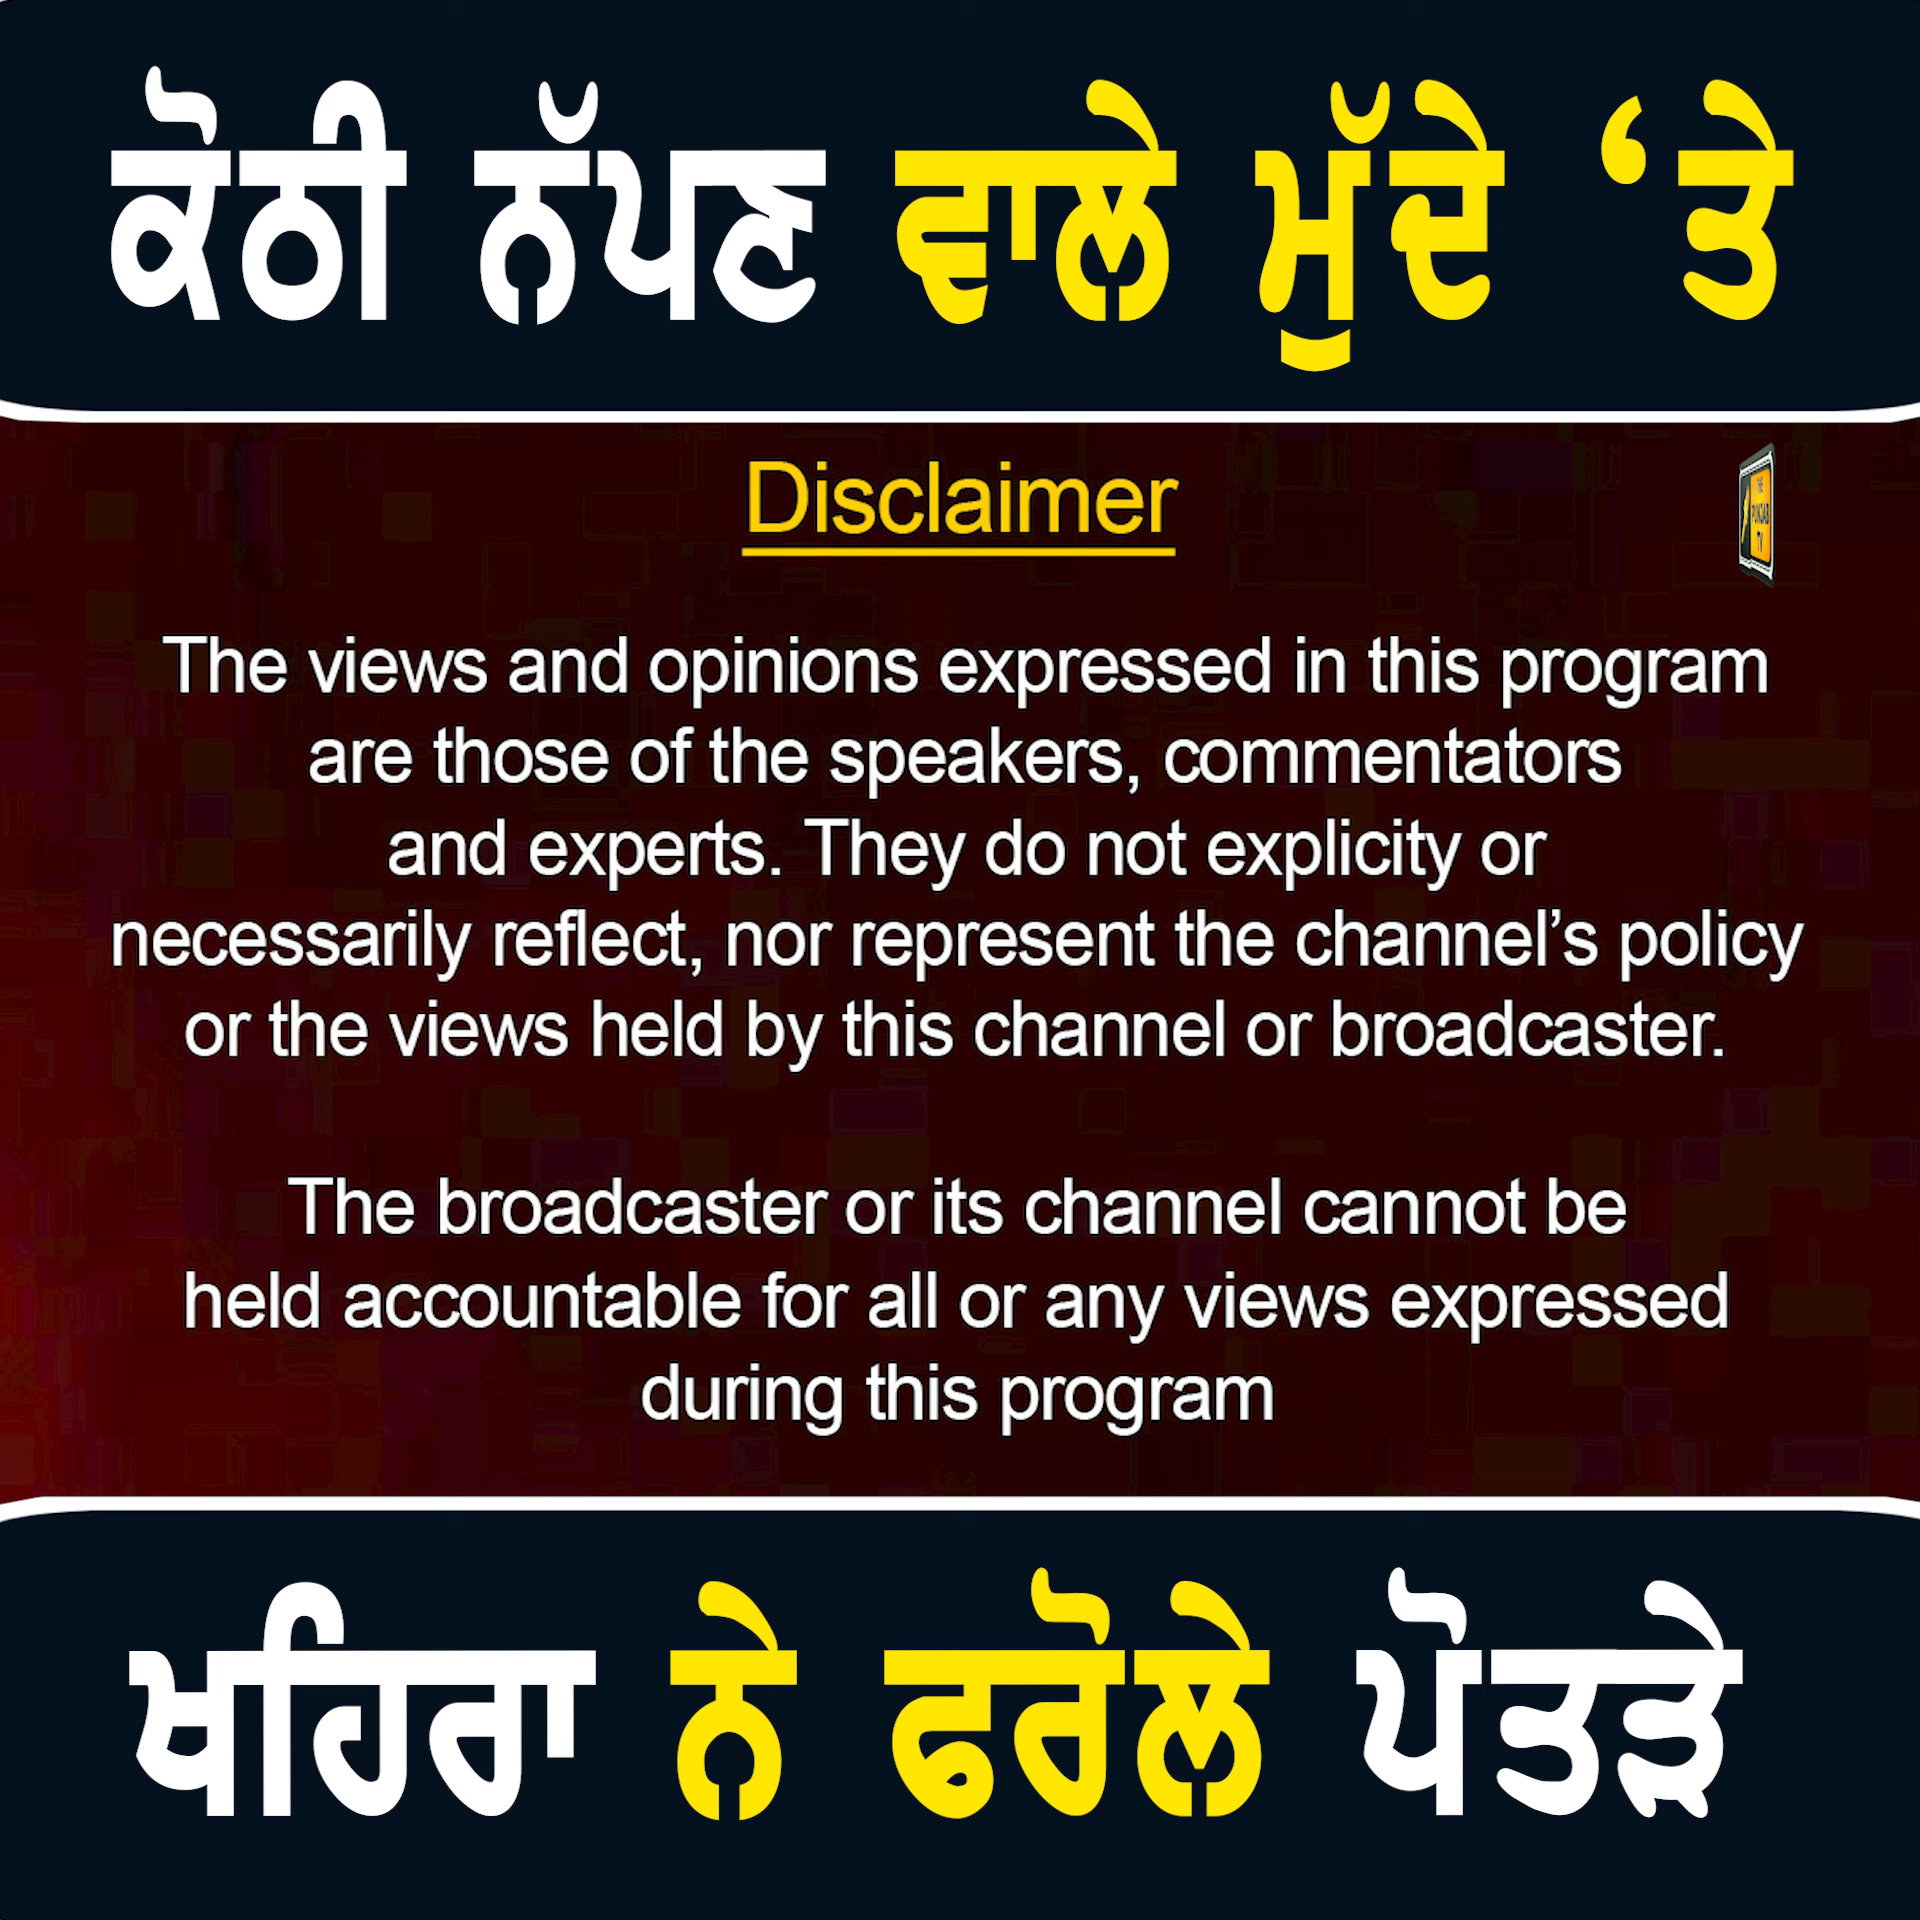 ਕੋਠੀ ਨੱਪਣ ਵਾਲੇ ਮੁੱਦੇ ‘ਤੇ
Disclaimer
THE
PUNJAB
TV
The views and opinions expressed in this program
are those of the speakers, commentators
and experts. They do not explicity or
necessarily reflect, nor represent the channel’s policy
or the views held by this channel or broadcaster.
The broadcaster or its channel cannot be
held accountable for all or any views expressed
during this program
ਖਹਿਰਾ ਨੇ ਫਰੋਲੇ ਪੋਤੜੇ